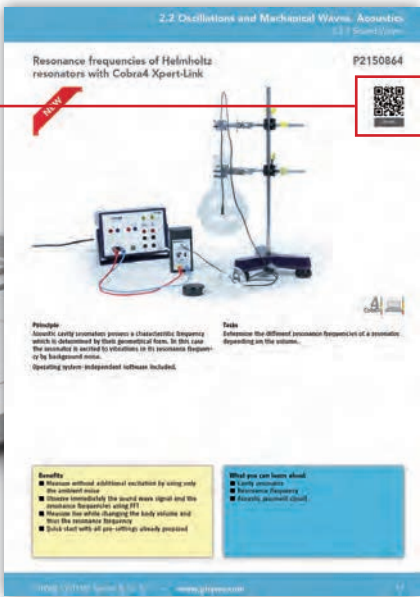 2.2 Oscillations and Mechanical Waves, Acoustics
Resonance frequencies of Helmholtz
resonators with Cobra4 Xpert-Link
P2150864
NEW
Principle
Acoustic cavity resonators possess a characteristic frequency
which is determined by their geometrical form. In this case
the resonator is excited to vibrations in its resonance frequen-
cy by background noise.
Operating system-independent software included.
Tasks
Determine the different resonance frequencies of a resonator
depending on the volume.
Benefits
■ Measure without additional excitation by using only
the ambient noise
■ Observe immediately the sound wave signal and the
resonance frequencies using FFT
■ Measure live while changing the body volume and
thus the resonance frequency
■ Quick start with all pre-settings already prepared
What you can learn about
■ Cavity resonator
■ Resonance frequency
■ Acoustic resonant circuit
www.phywe.com